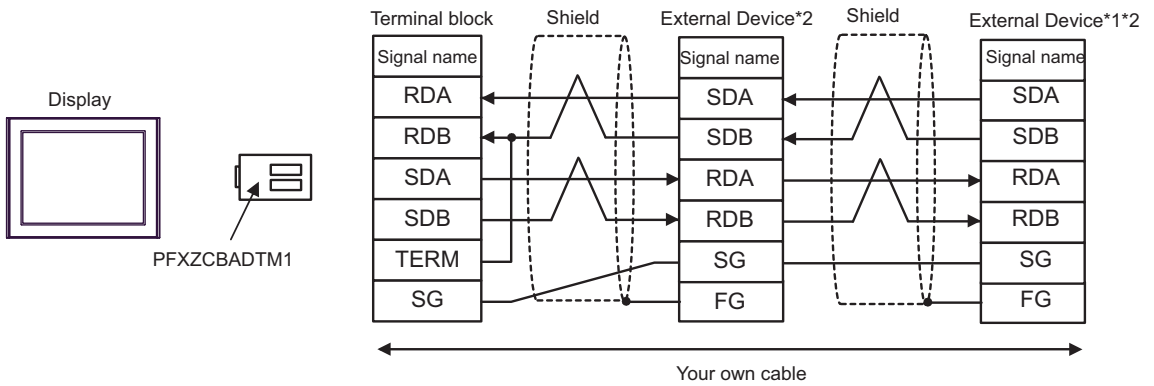 Terminal block
Shield
External Device*2
Shield
External Device*1*2
Signal name
Signal name
Signal name
RDA
SDA
SDA
RDB
SDB
SDB
SDA
RDA
RDA
SDB
RDB
RDB
TERM
SG
SG
SG
FG
FG
Display
PFXZCBADTM1
Your own cable